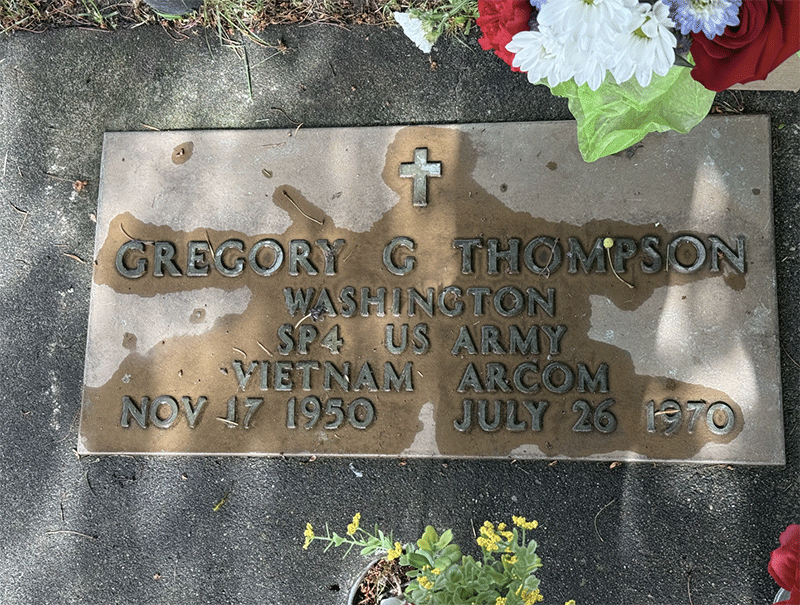 GREGORY G THOMPSON
WASHINGTON
SP4 US ARMY
VIETNAM ARCOM
NOV 17 1950 JULY 26 1970